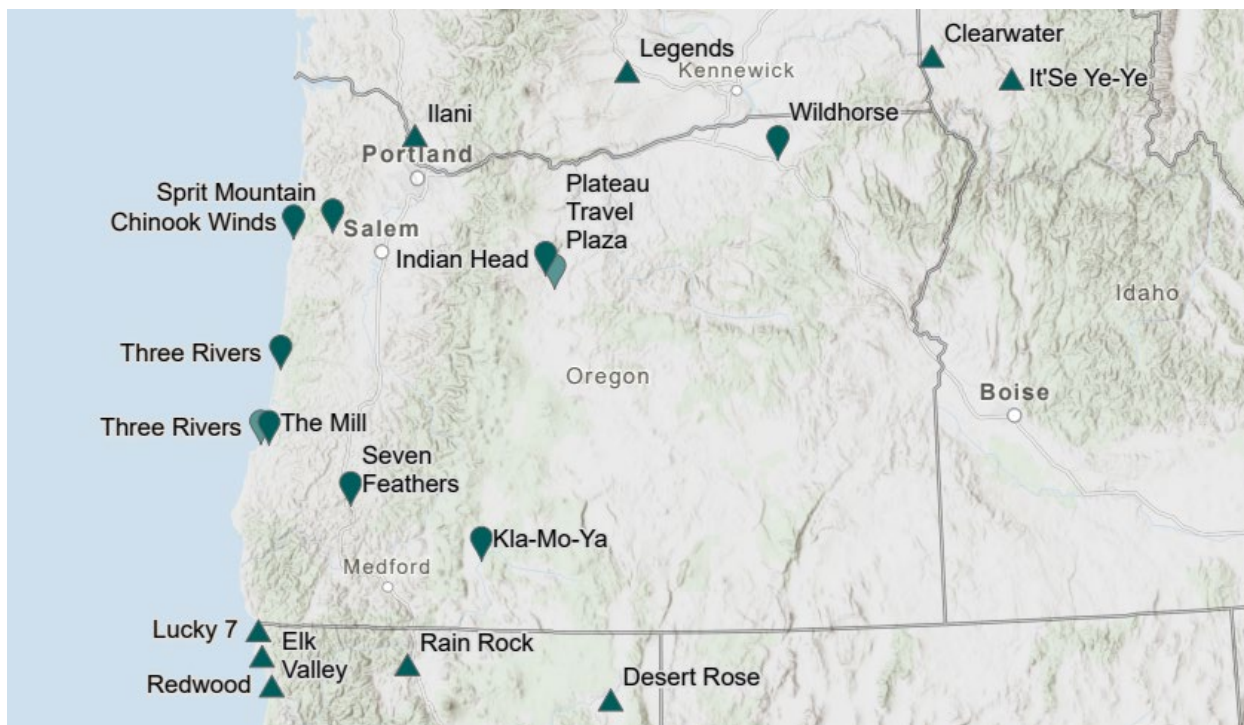 Clearwater
Legends
Kennewick
It'Se Ye-Ye
Ilani
Wildhorse
Portland
Plateau
Travel
Plaza
Sprit Mountain
Chinook Winds
Salem
Indian Head
Idaho
Three Rivers
Oregon
Boise
Three Rivers
The Mill
Seven
Feathers
Kla-Mo-Ya
Medford
Lucky 7
Elk
Valley
Rain Rock
Redwood
Desert Rose